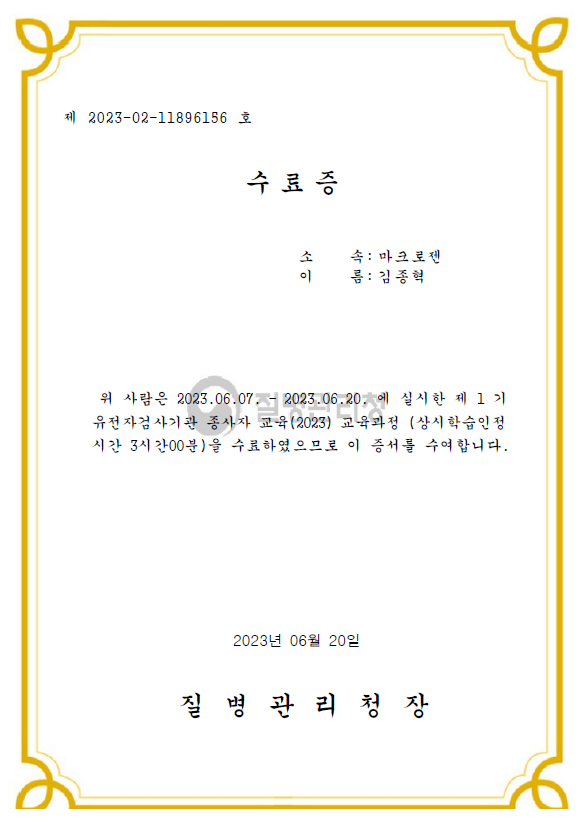 제 2023-02-11896156 호
수료증
소 속:마크로젠
이 름:김종혁
질병관리청
위 사람은 2023.06.07. - 2023.06.20. 에 실시한 제 1 기
유전자검사기관 종사자 교육(2023) 교육과정 (상시학습인정
시간 3시간00분)을 수료하였으므로 이 증서를 수여합니다.
2023년 06월 20일
질 병 관 리 청 장